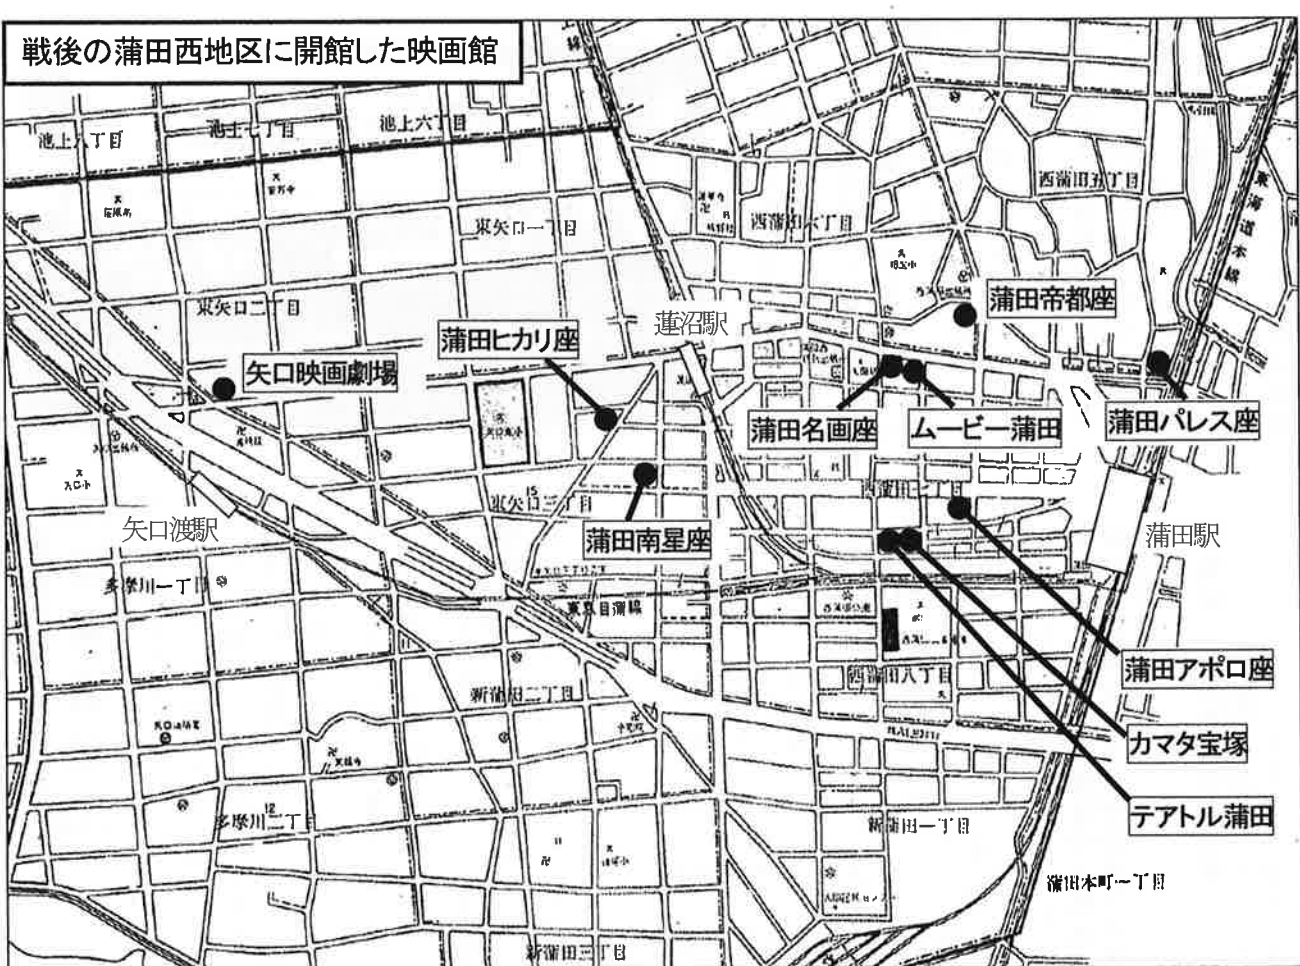 戦後の蒲田西地区に開館した映画館
池上八丁目
池上七丁目
池上六丁目
西蒲田五丁目
東海道本線
東矢口一丁目
西蒲田六丁目
東矢口二丁目
蓮沼駅
蒲田帝都座
蒲田ヒカリ座
矢口映画劇場
蒲田名画座
ムービー蒲田
蒲田パレス座
東矢口三丁目
15
西蒲田七丁目
矢口渡駅
蒲田南星座
蒲田駅
多摩川一丁目
東急目蒲線
蒲田アポロ座
西蒲田八丁目
新蒲田二丁目
カマタ宝塚
テアトル蒲田
12
多摩川二丁目
新蒲田一丁目
蒲田本町一丁目
新蒲田三丁目